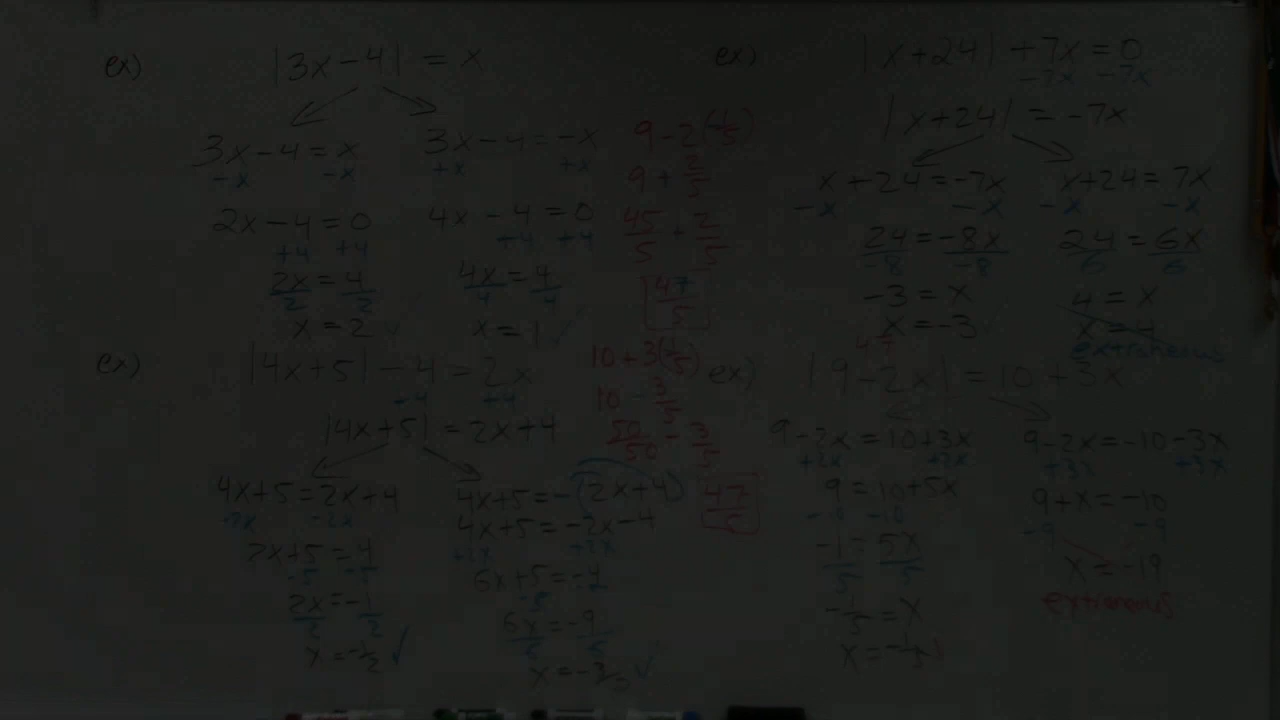 ex) |3x-4| = x
3x-4=x
-x -x
2x-4=0
+4 +4
2x=4
2 2
x=2
3x-4=-x
+x +x
4x-4=0
+4 +4
4x=4
4 4
x=1
ex) |x+24|+7x=0
-7x -7x
|x+24|=-7x
x+24=-7x
-x -x
24=-8x
-8 -8
-3=x
x=-3
x+24=7x
-x -x
24=6x
6 6
4=x
x=4
extraneous
ex) |4x+5|-4=2x
+4 +4
|4x+5|=2x+4
4x+5=2x+4
-2x -2x
2x+5=4
-5 -5
2x=-1
2 2
x=-1/2 ✓
4x+5=-(2x+4)
4x+5=-2x-4
+2x +2x
6x+5=-4
-5
6x=-9
6 6
✓
9-2(-1/5)
9+2/5
45/5+2/5
47/5
10+3(-1/5)
10-3/5
-3/5
47/5
ex) |9-2x|=10+3x
9-2x=10+3x
+2x +2x
9=10+5x
-10 -10
-1=5x
5 5
-1/5=x
x=-1/5
9-2x=-10-3x
+3x +3x
9+x=-10
-9 -9
x=-19